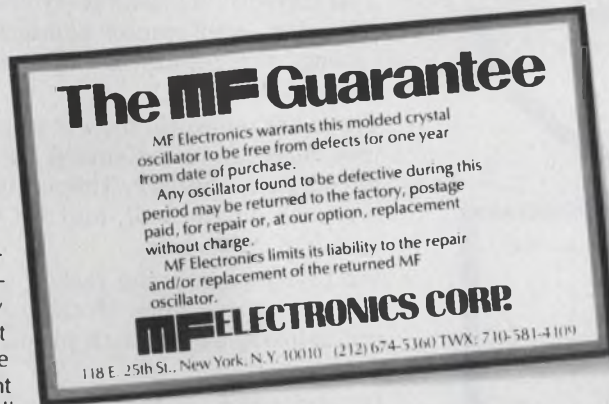 The MF Guarantee
MF Electronics warrants this molded crystal
oscillator to be free from defects for one year
from date of purchase.
Any oscillator found to be defective during this
period may be returned to the factory, postage
paid, for repair or, at our option, replacement
without charge.
MF Electronics limits its liability to the repair
and/or replacement of the returned MF
oscillator.
MF ELECTRONICS CORP.
118 E. 25th St., New York, N.Y. 10010 (212) 674-5360 TWX: 710-581-4109